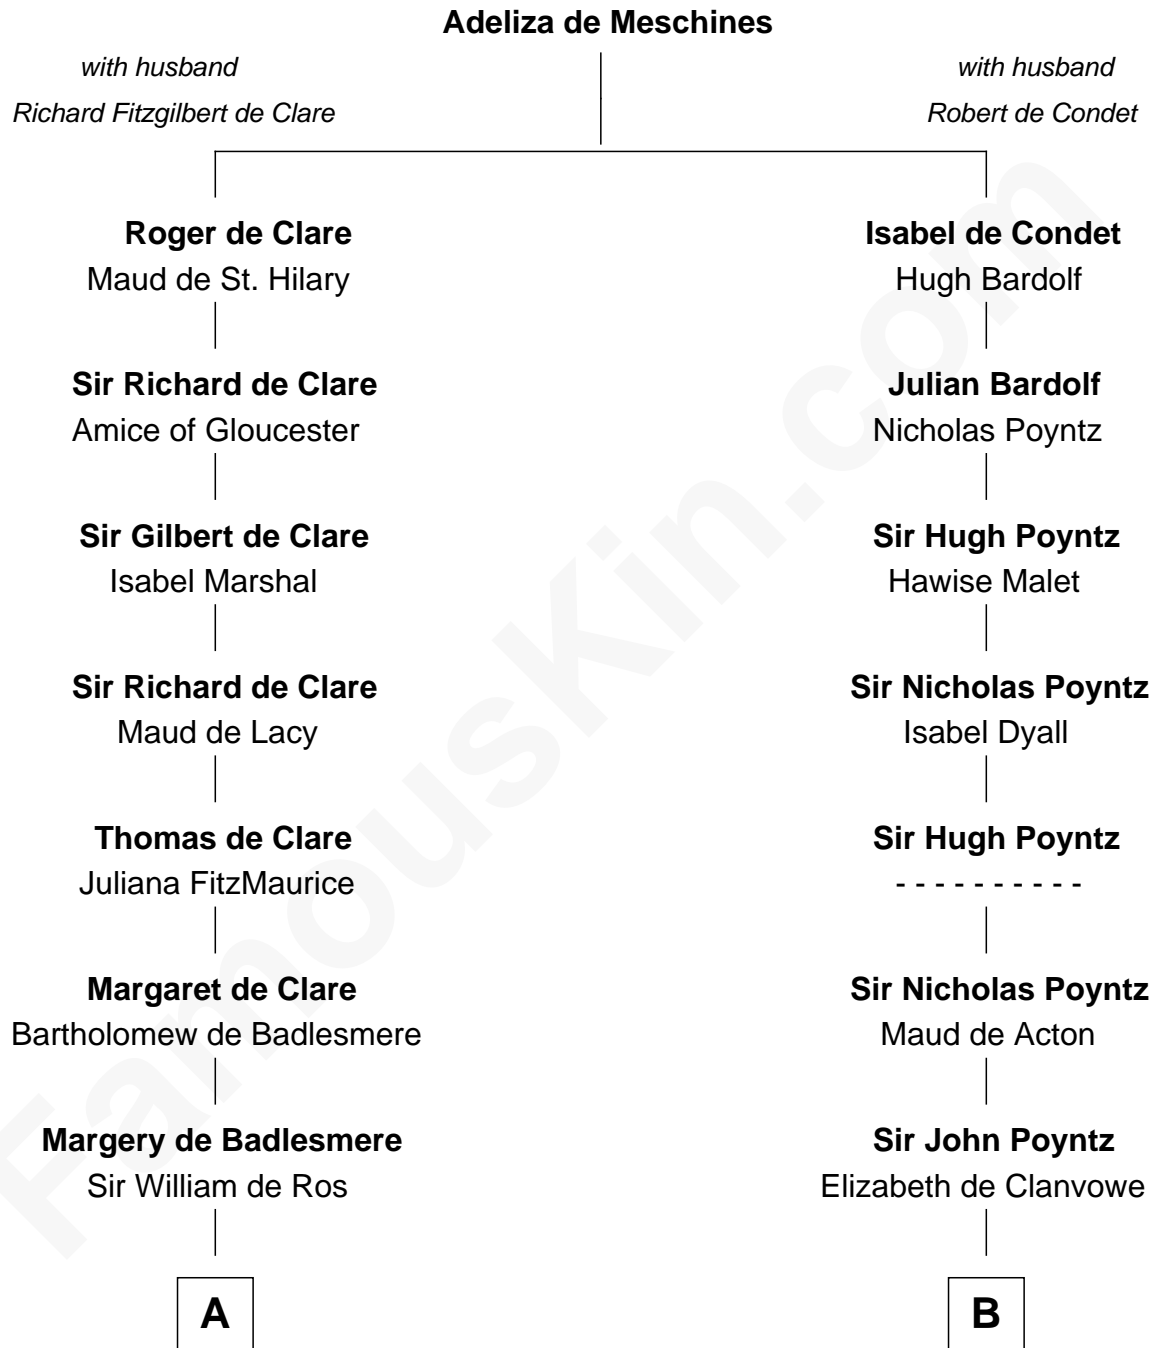 Adeliza de Meschines
with husband
Richard Fitzgilbert de Clare
with husband
Robert de Condet
Roger de Clare
Maud de St. Hilary
Isabel de Condet
Hugh Bardolf
Sir Richard de Clare
Amice of Gloucester
Julian Bardolf
Nicholas Poyntz
Sir Gilbert de Clare
Isabel Marshal
Sir Hugh Poyntz
Hawise Malet
Sir Richard de Clare
Maud de Lacy
Sir Nicholas Poyntz
Isabel Dyall
Thomas de Clare
Juliana FitzMaurice
Sir Hugh Poyntz
- - - - - - - - - -
Margaret de Clare
Bartholomew de Badlesmere
Sir Nicholas Poyntz
Maud de Acton
Margery de Badlesmere
Sir William de Ros
Sir John Poyntz
Elizabeth de Clanvowe
A
B
FamousKin.com